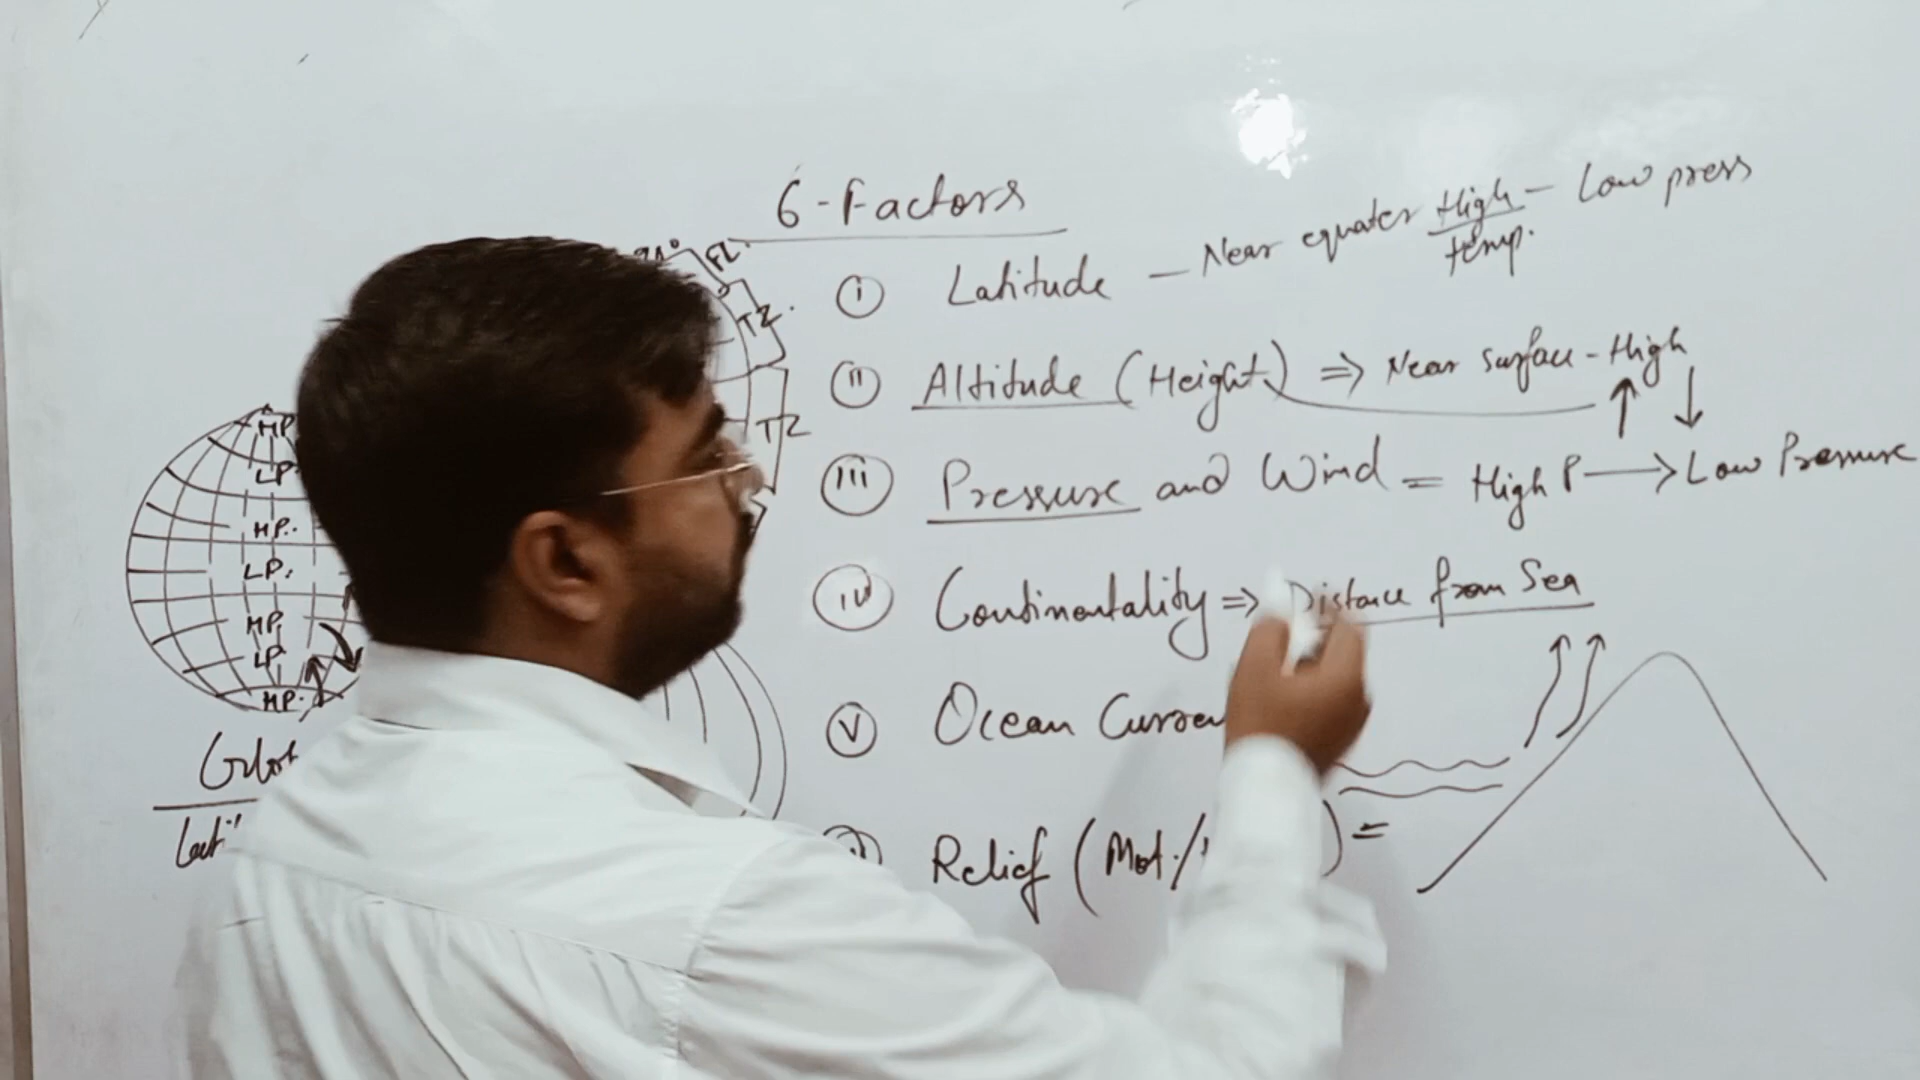 6-Factors
(i) Latitude — Near equater High temp. — Low press
(ii) Altitude (Height) ⇒ Near surface - High
(iii) Pressure and Wind = High P → Low Pressure
(iv) Continentality ⇒ Distance from Sea
(v) Ocean
Relief (Mot./ ) =
FZ.
TZ.
TZ
HP
LP
HP.
LP.
HP.
LP
HP.